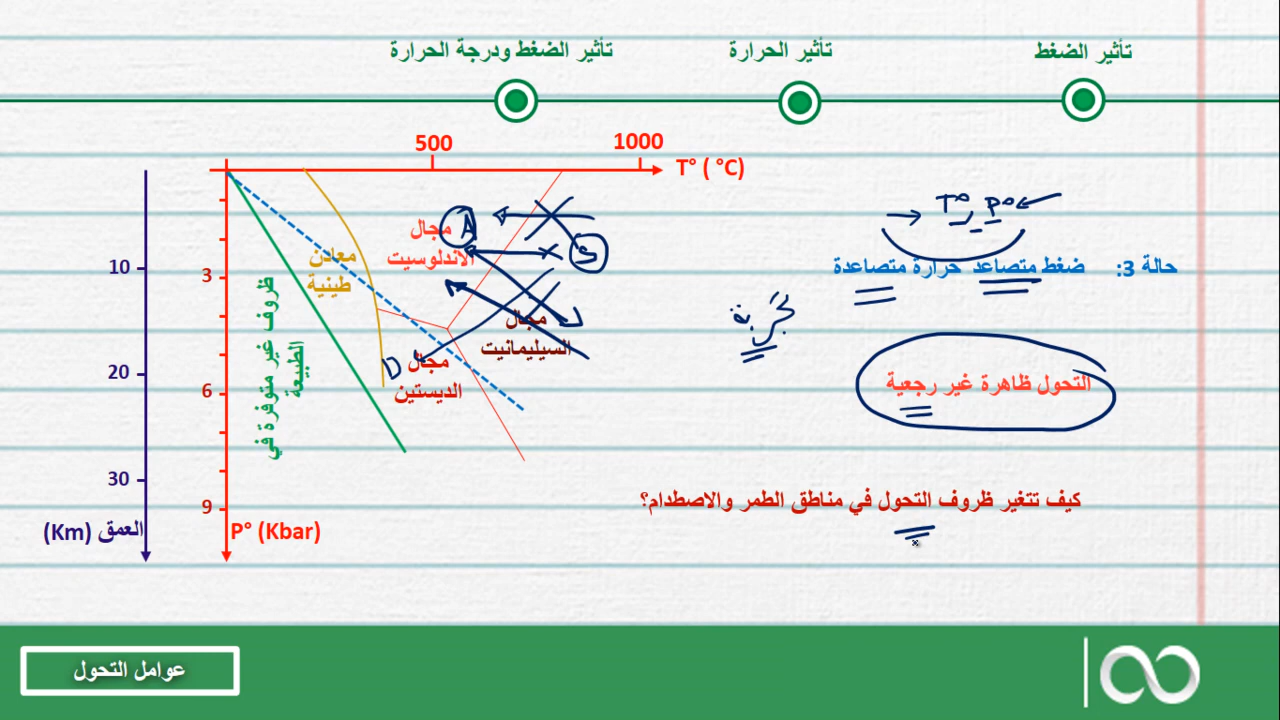 تأثير الضغط
تأثير الحرارة
تأثير الضغط ودرجة الحرارة
500
1000
T° ( °C)
T° , P°
حالة 3: ضغط متصاعد حرارة متصاعدة
تجربة
التحول ظاهرة غير رجعية
كيف تتغير ظروف التحول في مناطق الطمر والاصطدام؟
A
S
D
مجال
الاندلوسيت
معادن
طينية
مجال
السيليمانيت
مجال
الديستين
ظروف غير متوفرة في
الطبيعة
10
20
30
العمق (Km)
3
6
9
P° (Kbar)
عوامل التحول